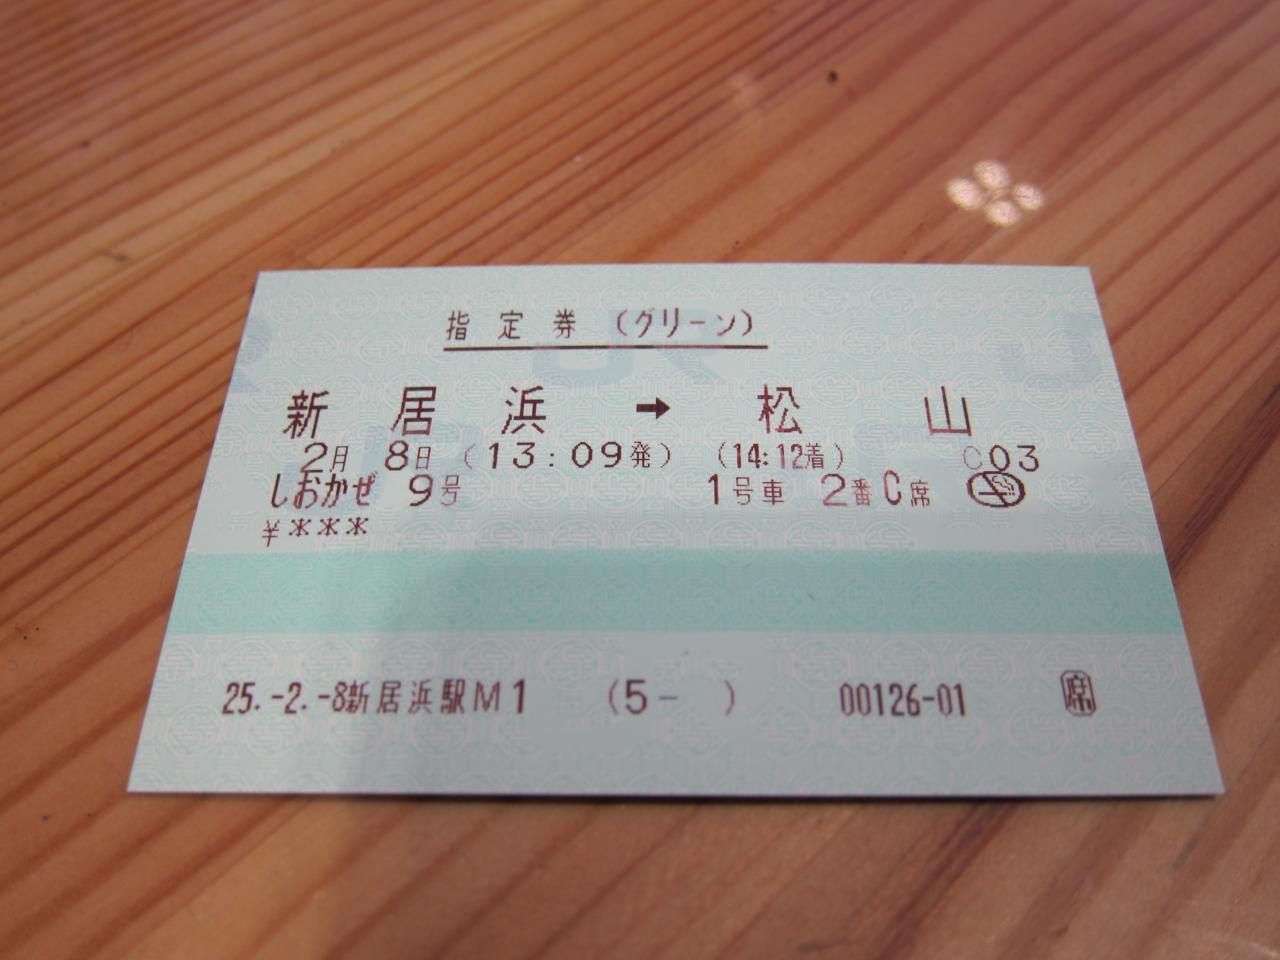 指定券 (グリーン)
新居浜 → 松山
2月 8日 (13:09発) (14:12着) C03
しおかぜ 9号 1号車 2番C席
¥***
25.-2.-8新居浜駅M1 (5- ) 00126-01 席